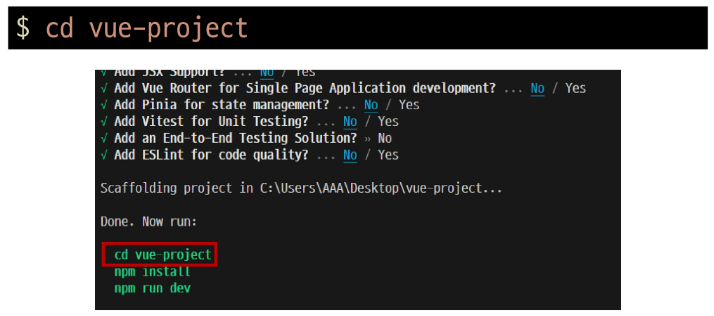 $ cd vue-project
√ Add JSX Support? ... No / Yes
√ Add Vue Router for Single Page Application development? ... No / Yes
√ Add Pinia for state management? ... No / Yes
√ Add Vitest for Unit Testing? ... No / Yes
√ Add an End-to-End Testing Solution? » No
√ Add ESLint for code quality? ... No / Yes
Scaffolding project in C:\Users\AAA\Desktop\vue-project...
Done. Now run:
cd vue-project
npm install
npm run dev